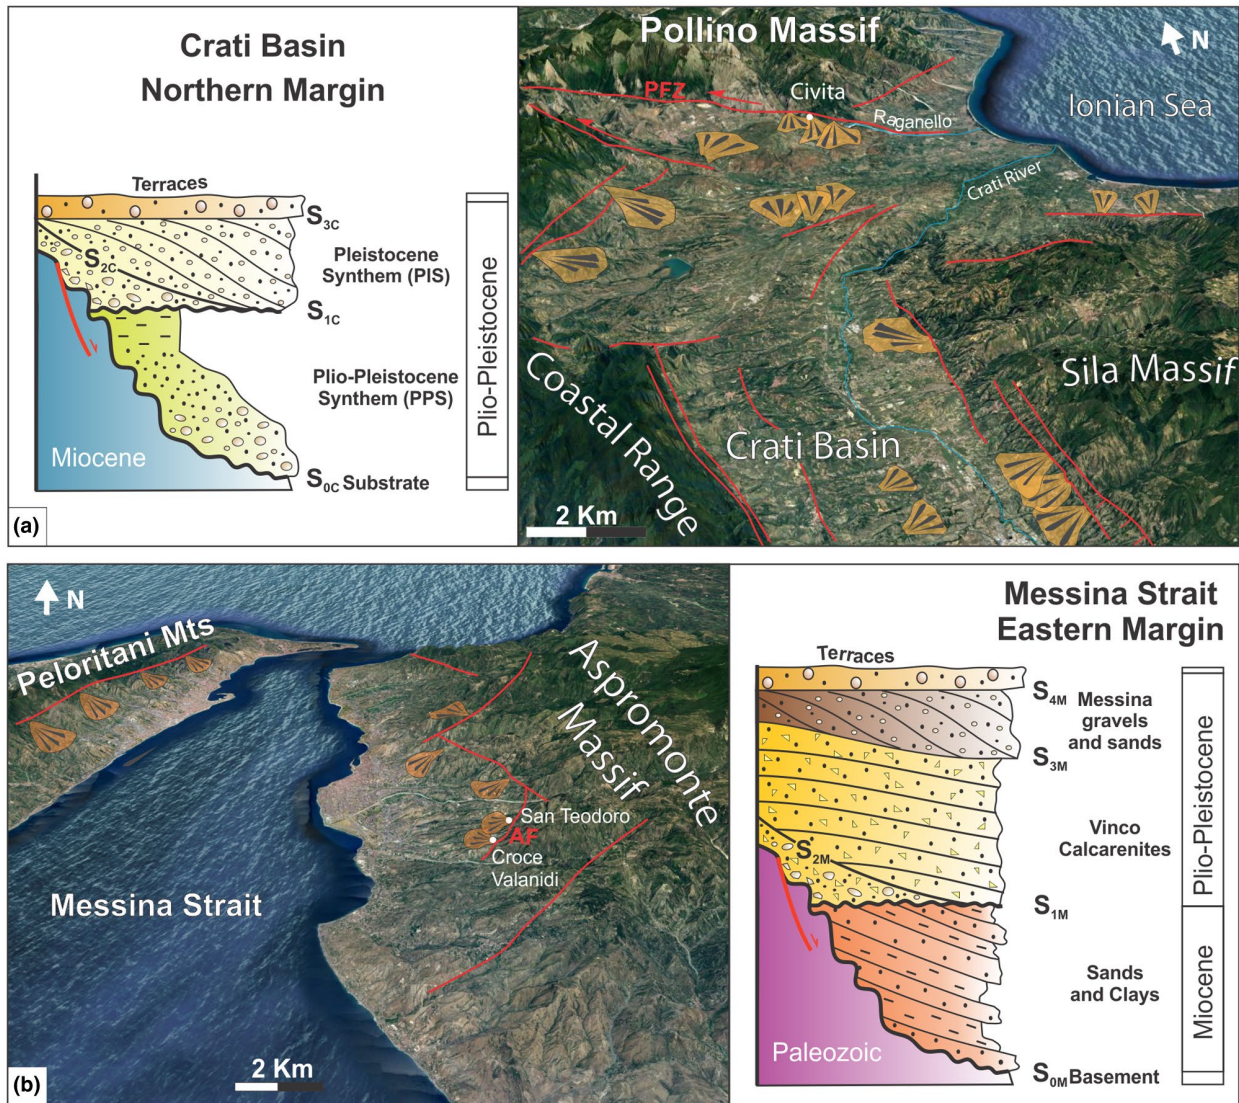 Crati Basin
Northern Margin
Terraces
S3C
Pleistocene
Synthem (PIS)
S2C
S1C
Plio-Pleistocene
Synthem (PPS)
Miocene
S0C Substrate
Plio-Pleistocene
(a)
Pollino Massif
N
PFZ
Civita
Raganello
Ionian Sea
Crati River
Sila Massif
Coastal Range
Crati Basin
2 Km
N
Peloritani Mts
Aspromonte
Massif
San Teodoro
AF
Croce
Valanidi
Messina Strait
2 Km
(b)
Messina Strait
Eastern Margin
Terraces
S4M
Messina
gravels
and sands
S3M
Vinco
Calcarenites
S2M
S1M
Sands
and Clays
Paleozoic
S0M Basement
Plio-Pleistocene
Miocene